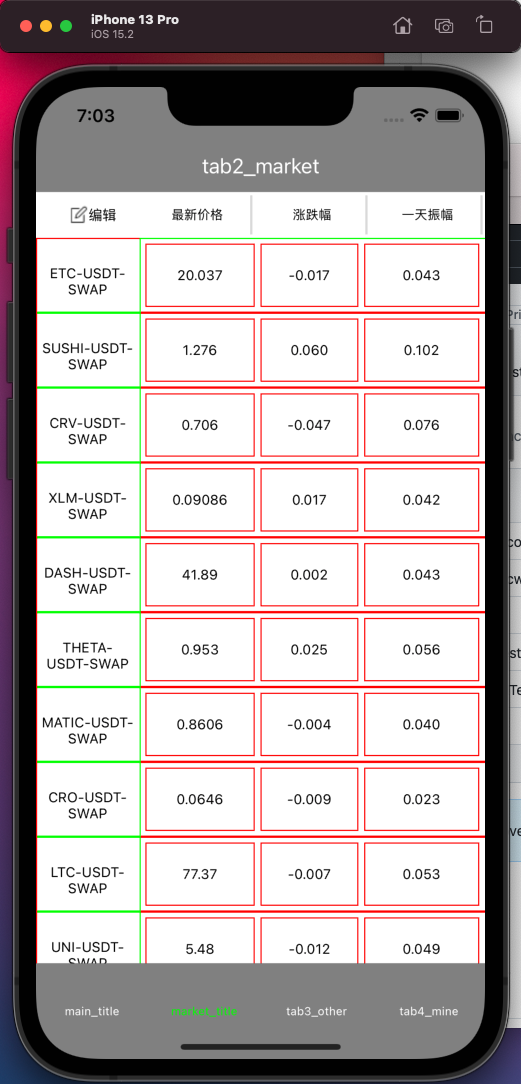 iPhone 13 Pro
iOS 15.2
7:03
tab2_market
编辑 最新价格 涨跌幅 一天振幅
ETC-USDT-
SWAP
20.037 -0.017 0.043
SUSHI-USDT-
SWAP
1.276 0.060 0.102
CRV-USDT-
SWAP
0.706 -0.047 0.076
XLM-USDT-
SWAP
0.09086 0.017 0.042
DASH-USDT-
SWAP
41.89 0.002 0.043
THETA-
USDT-SWAP
0.953 0.025 0.056
MATIC-USDT-
SWAP
0.8606 -0.004 0.040
CRO-USDT-
SWAP
0.0646 -0.009 0.023
LTC-USDT-
SWAP
77.37 -0.007 0.053
UNI-USDT-
SWAP
5.48 -0.012 0.049
main_title market_title tab3_other tab4_mine